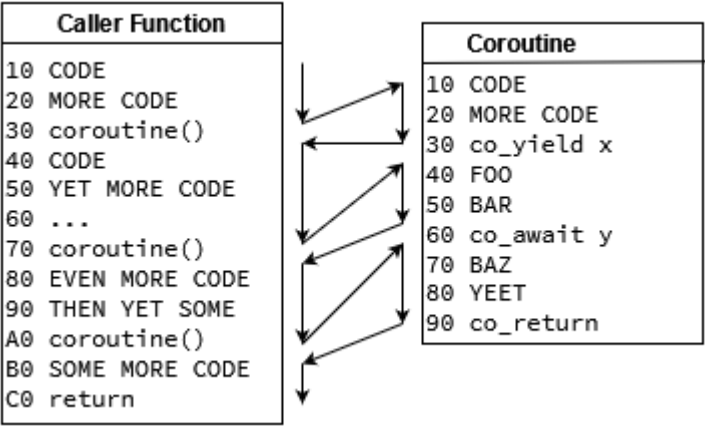 Caller Function
10 CODE
20 MORE CODE
30 coroutine()
40 CODE
50 YET MORE CODE
60 ...
70 coroutine()
80 EVEN MORE CODE
90 THEN YET SOME
A0 coroutine()
B0 SOME MORE CODE
C0 return
Coroutine
10 CODE
20 MORE CODE
30 co_yield x
40 FOO
50 BAR
60 co_await y
70 BAZ
80 YEET
90 co_return